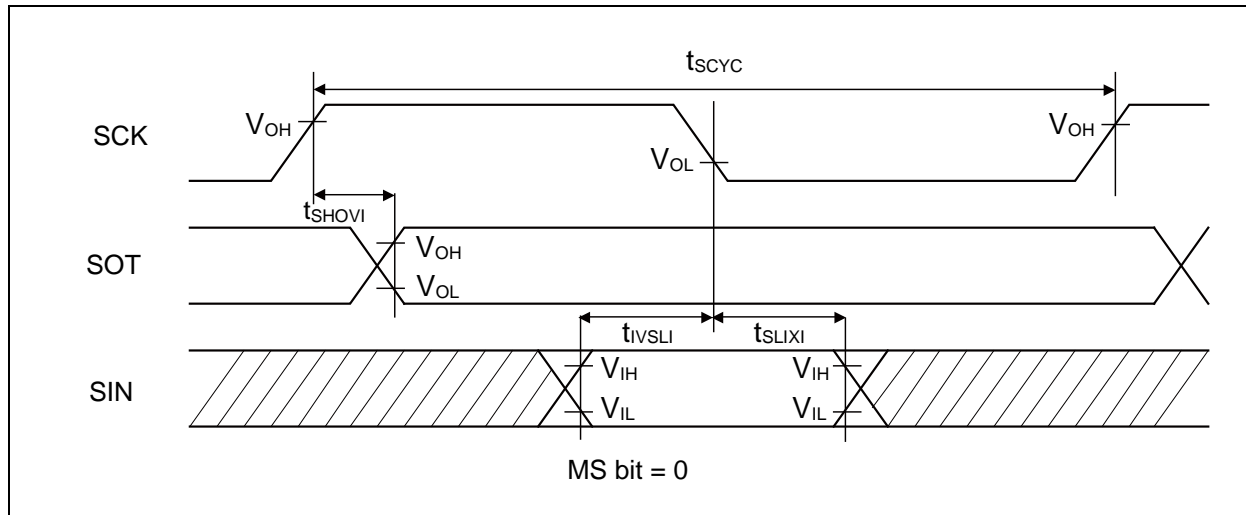 tSCYC
SCK
VOH
VOL
VOH
tSHOVI
SOT
VOH
VOL
tIVSLI
tSLIXI
SIN
VIH
VIL
VIH
VIL
MS bit = 0